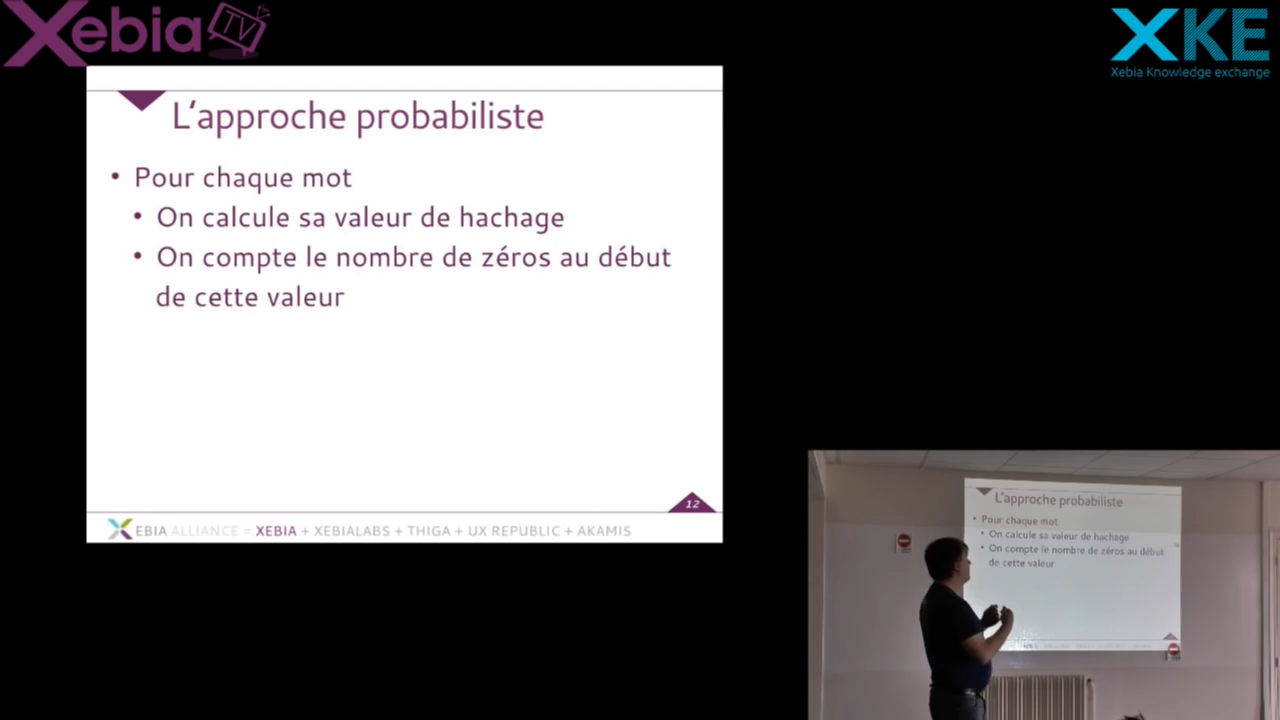 Xebia TV
XKE
Xebia Knowledge exchange
L'approche probabiliste
• Pour chaque mot
• On calcule sa valeur de hachage
• On compte le nombre de zéros au début
de cette valeur
12
XEBIA ALLIANCE = XEBIA + XEBIALABS + THIGA + UX REPUBLIC + AKAMIS
L'approche probabiliste
• Pour chaque mot
• On calcule sa valeur de hachage
• On compte le nombre de zéros au début
de cette valeur